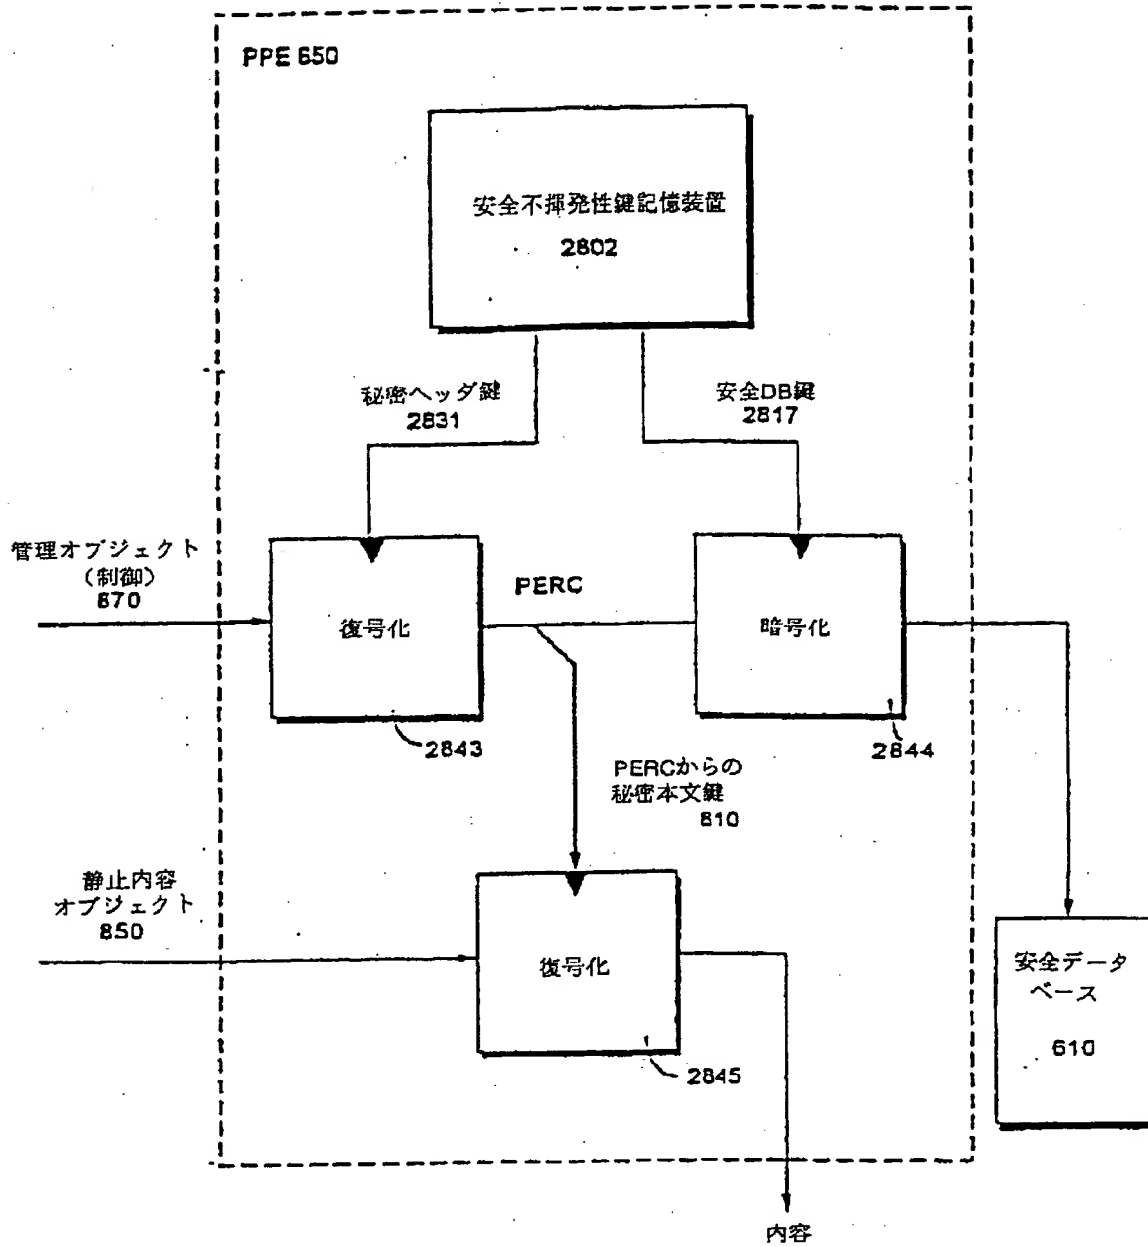 PPE 650
安全不揮発性鍵記憶装置
2802
秘密ヘッダ鍵
2831
安全DB鍵
2817
管理オブジェクト
(制御)
870
復号化
2843
PERC
暗号化
2844
PERCからの
秘密本文鍵
810
静止内容
オブジェクト
850
復号化
2845
安全データ
ベース
610
内容